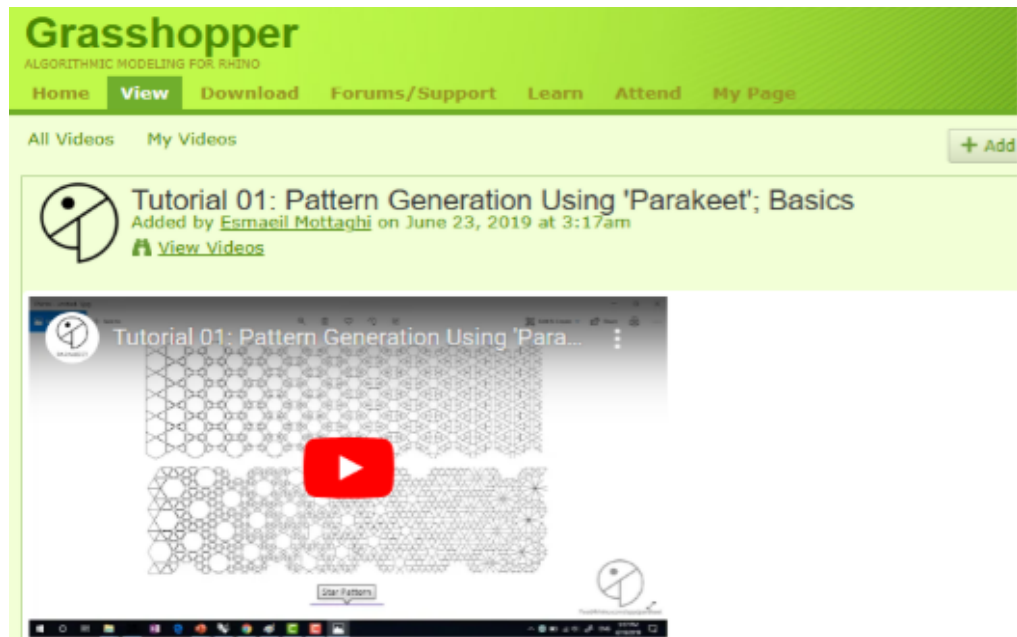 Grasshopper
ALGORITHMIC MODELING FOR RHINO
Home View Download Forums/Support Learn Attend My Page
All Videos My Videos
+ Add
Tutorial 01: Pattern Generation Using 'Parakeet'; Basics
Added by Esmaeil Mottaghi on June 23, 2019 at 3:17am
View Videos
Tutorial 01: Pattern Generation Using 'Para...
Star Pattern